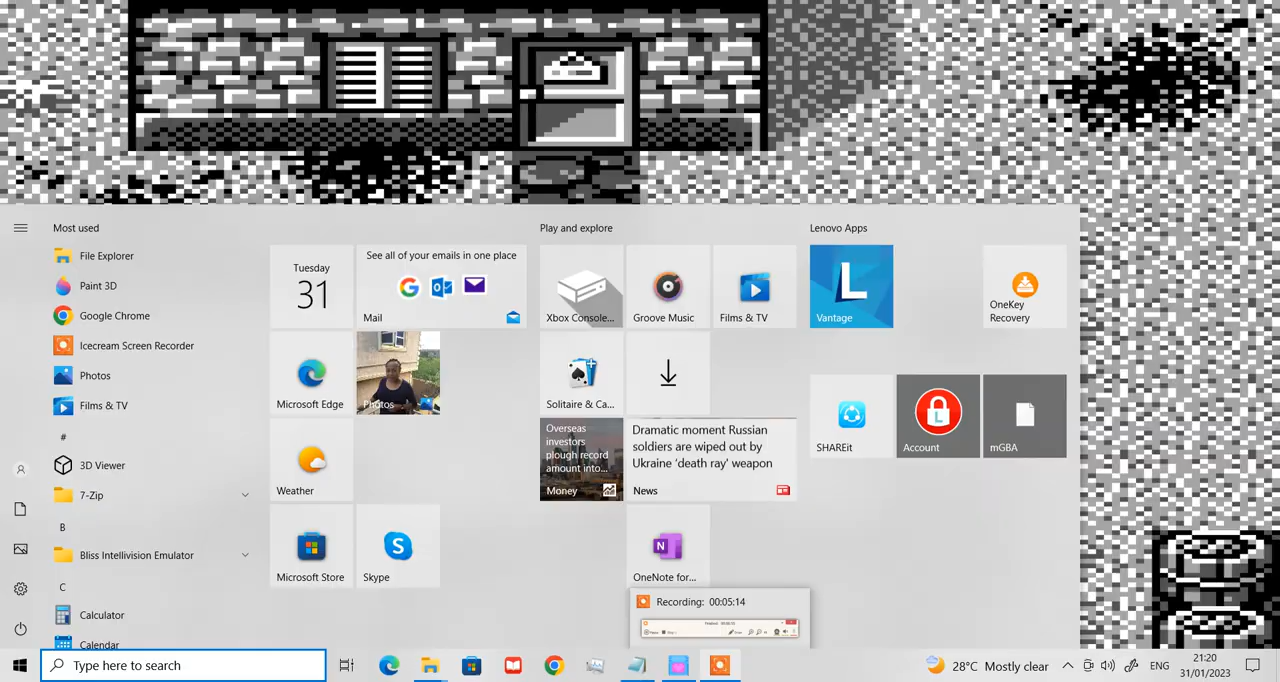 Most used
File Explorer
Paint 3D
Google Chrome
Icecream Screen Recorder
Photos
Films & TV
#
3D Viewer
7-Zip
B
Bliss Intellivision Emulator
C
Calculator
Calendar
Tuesday
31
See all of your emails in one place
Mail
Microsoft Edge
Photos
Weather
Microsoft Store
Skype
Play and explore
Xbox Console...
Groove Music
Films & TV
Solitaire & Ca...
Overseas
investors
plough record
amount into...
Money
Dramatic moment Russian
soldiers are wiped out by
Ukraine ‘death ray’ weapon
News
OneNote for...
Lenovo Apps
Vantage
OneKey
Recovery
SHAREit
Account
mGBA
Recording: 00:05:14
Type here to search
28°C Mostly clear
ENG
21:20
31/01/2023